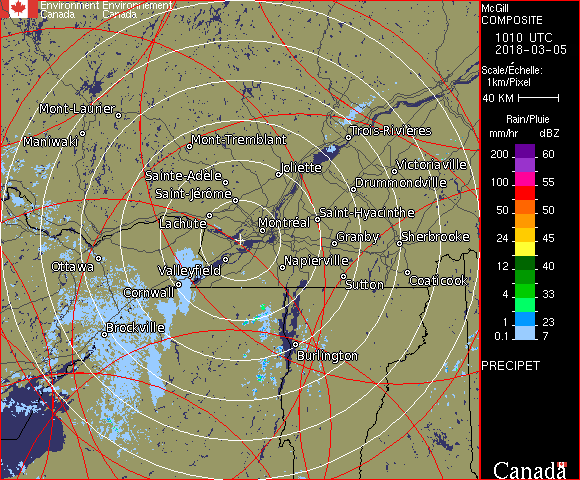 Environment Environnement
Canada Canada
McGill
COMPOSITE
1010 UTC
2018-03-05
Scale/Échelle:
1km/Pixel
40 KM
Rain/Pluie
mm/hr dBZ
200 60
100 55
50 50
24 45
12 40
4 33
1 23
0.1 7
PRECIPET
Canada
Mont-Laurier
Maniwaki
Mont-Tremblant
Trois-Rivières
Sainte-Adèle
Joliette
Victoriaville
Saint-Jérôme
Drummondville
Lachute
Montréal
Saint-Hyacinthe
Granby
Sherbrooke
Ottawa
Valleyfield
Napierville
Cornwall
Sutton
Coaticook
Brockville
Burlington